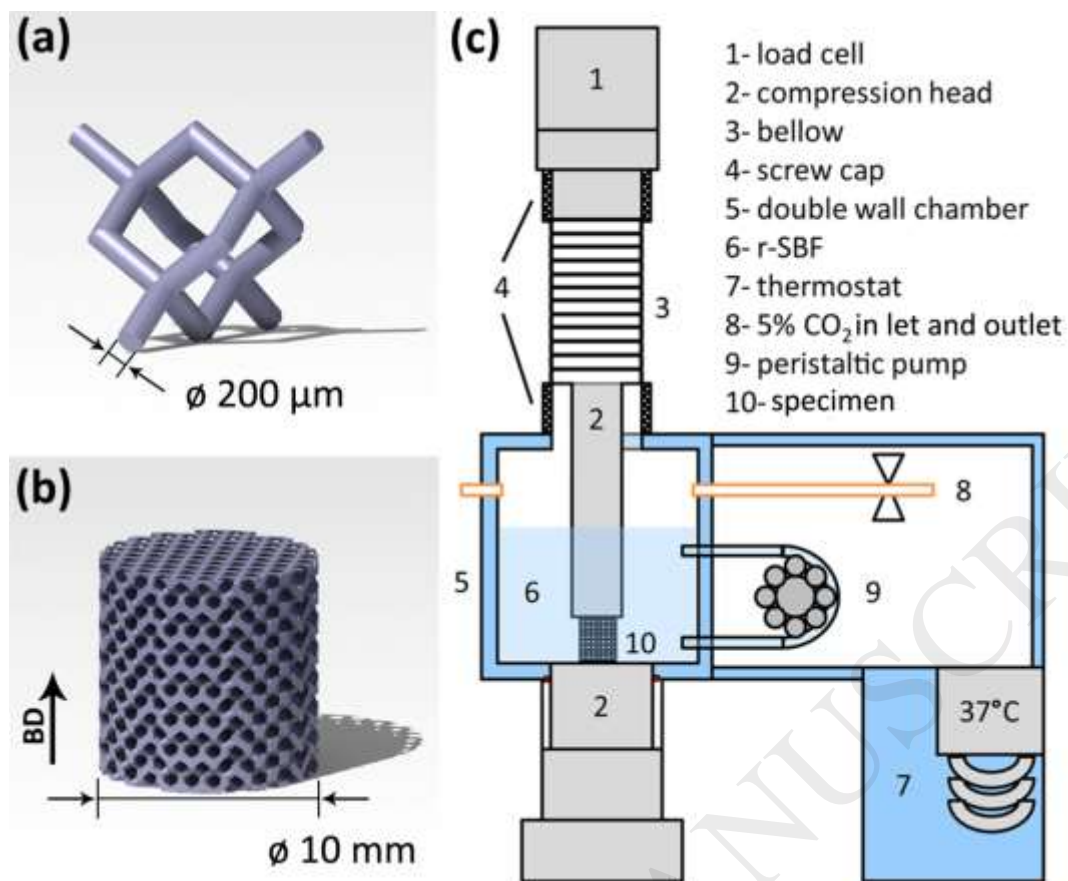 (a)
ø 200 µm
(b)
BD
ø 10 mm
(c)
1- load cell
2- compression head
3- bellow
4- screw cap
5- double wall chamber
6- r-SBF
7- thermostat
8- 5% CO₂ in let and outlet
9- peristaltic pump
10- specimen
1
4
3
2
8
5
6
9
10
2
37°C
7